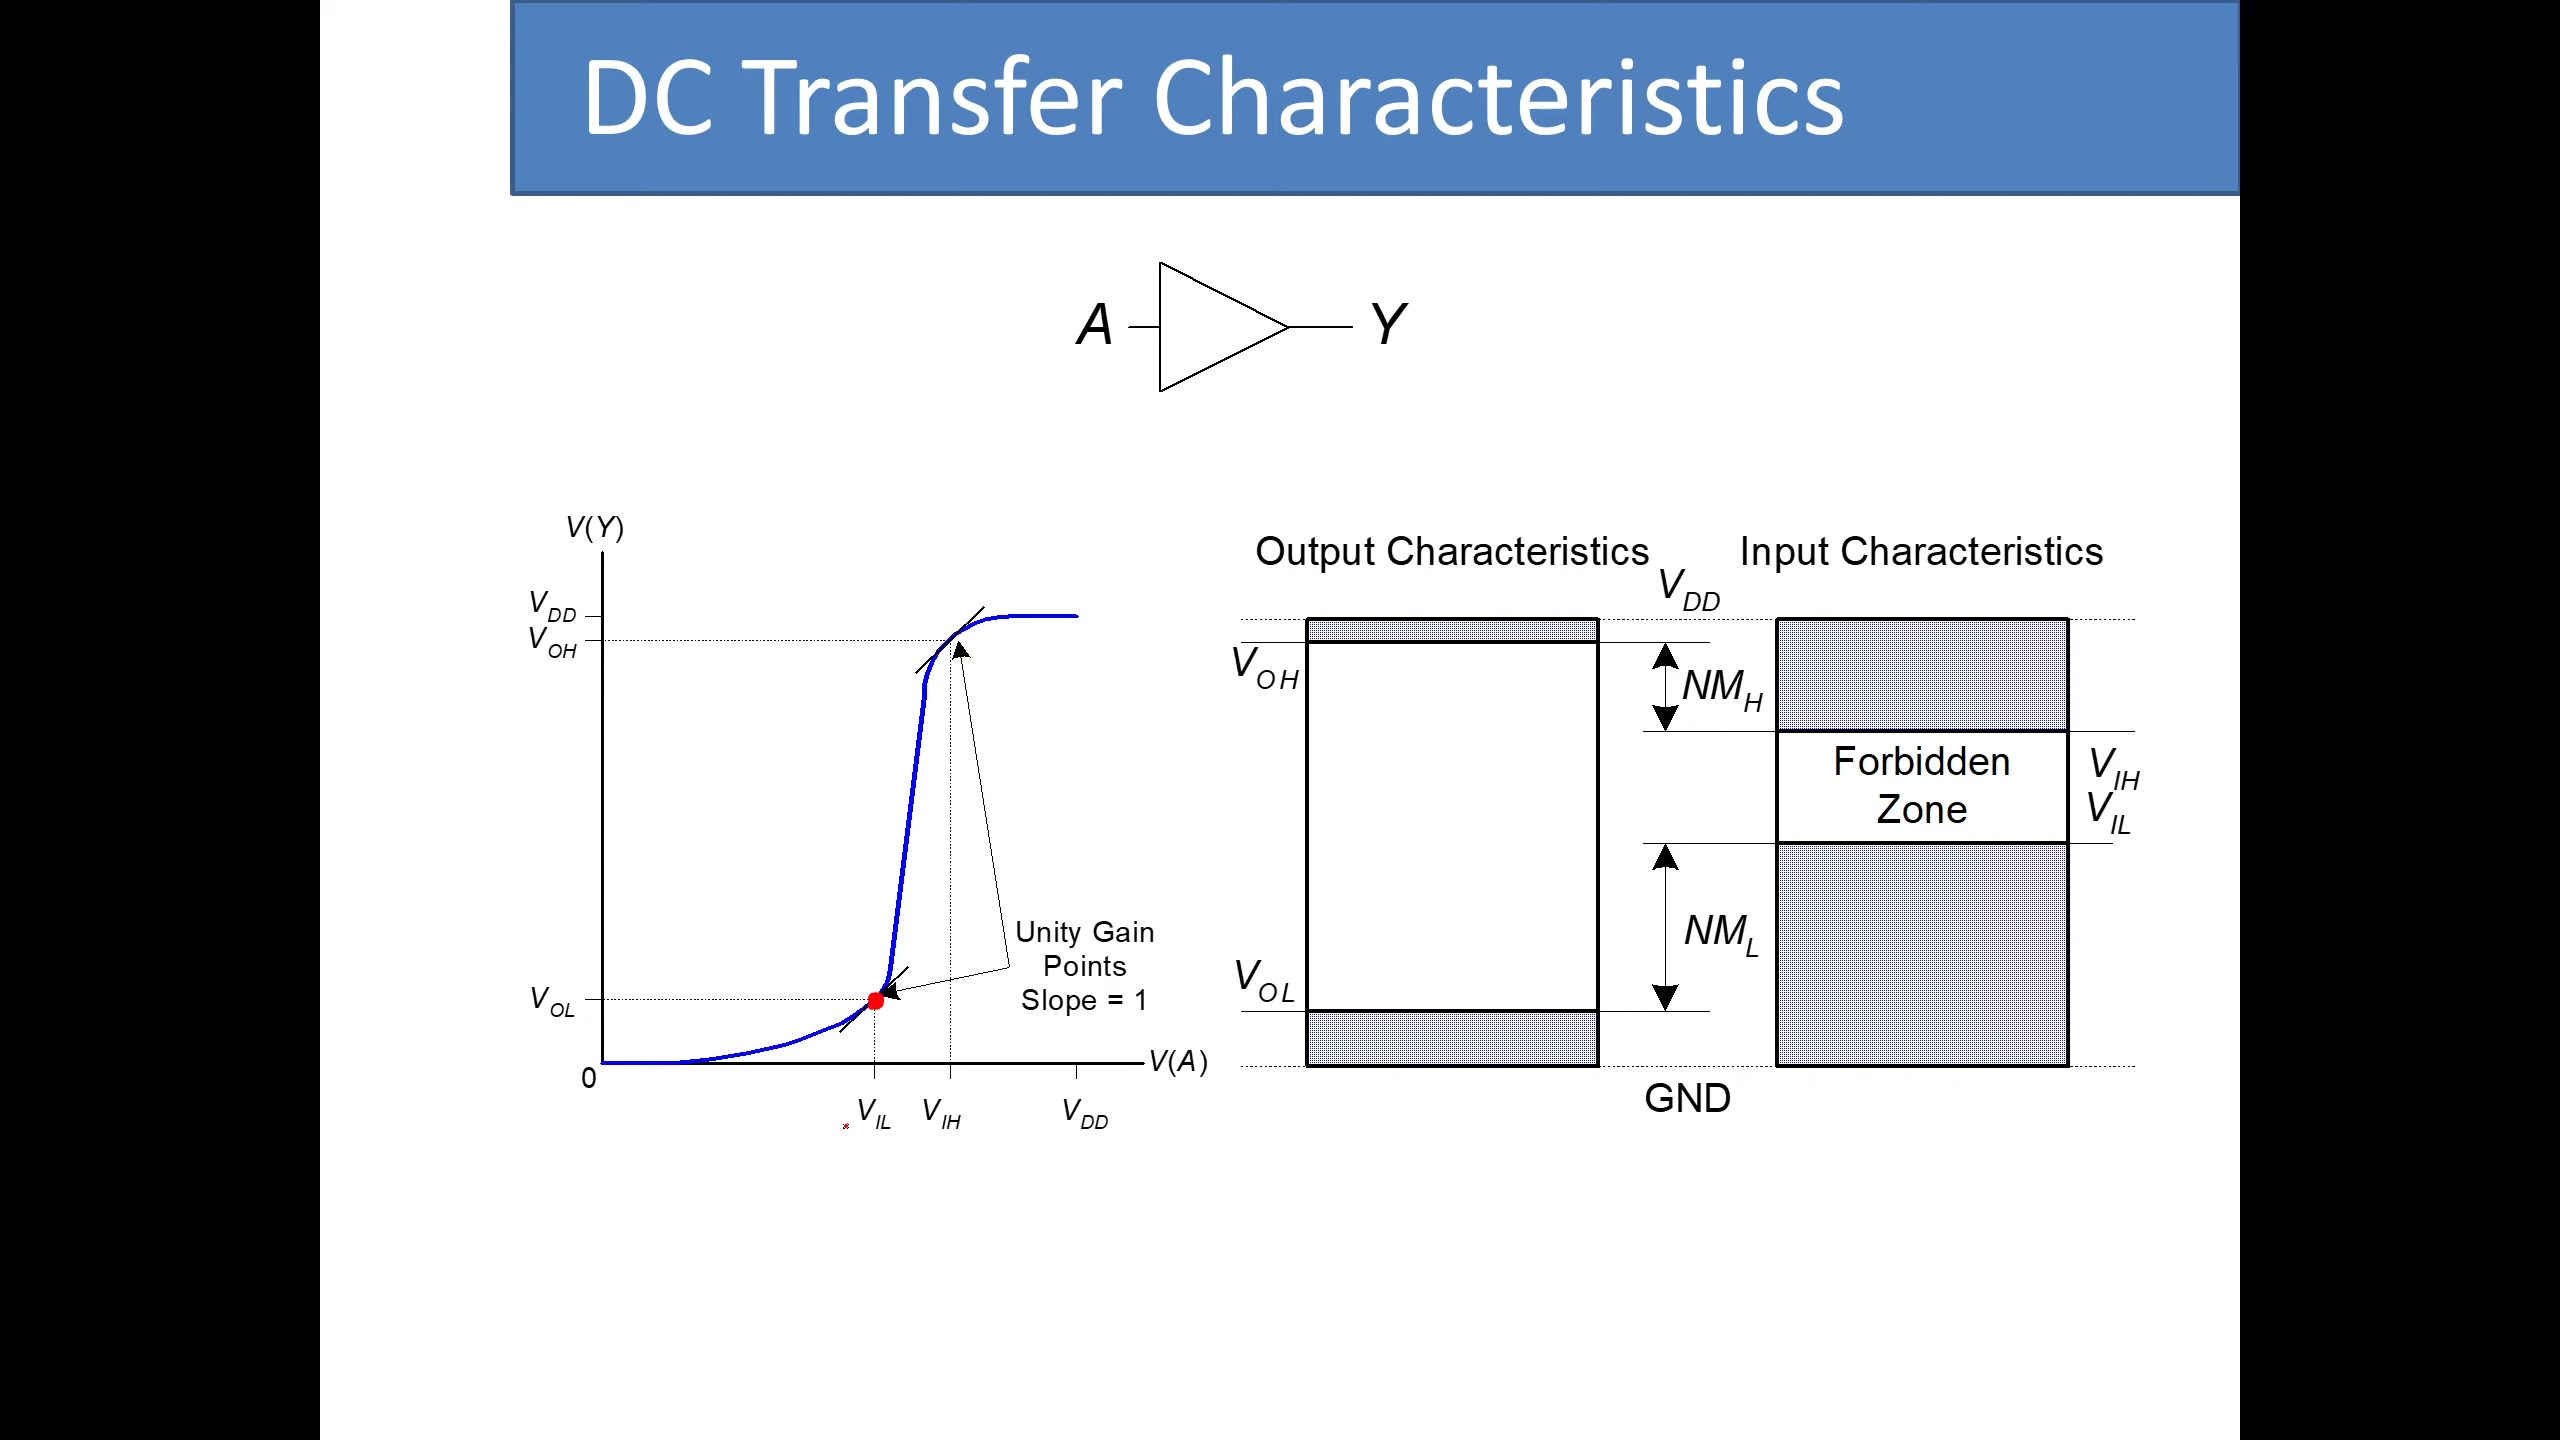 DC Transfer Characteristics
A
Y
V(Y)
VDD
VOH
VOL
0
Unity Gain
Points
Slope = 1
V(A)
VIL
VIH
VDD
Output Characteristics
Input Characteristics
VDD
VOH
NMH
Forbidden
Zone
VIH
VIL
NML
VOL
GND